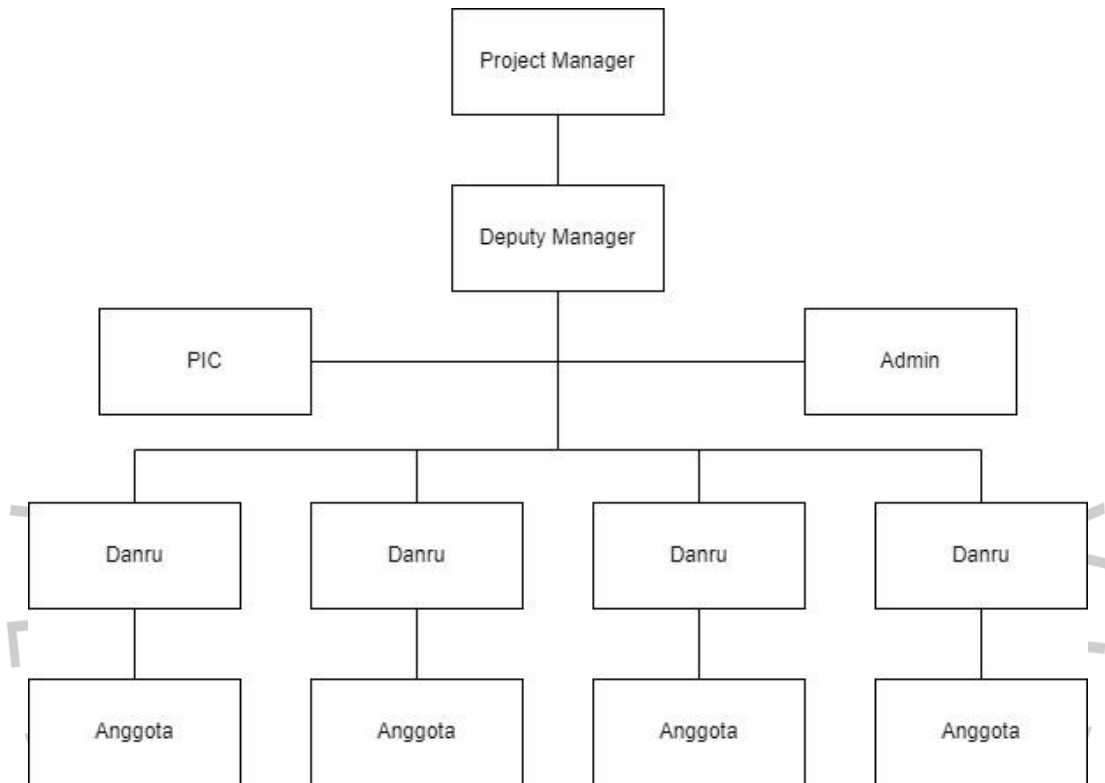 Project Manager
Deputy Manager
PIC
Admin
Danru
Danru
Danru
Danru
Anggota
Anggota
Anggota
Anggota